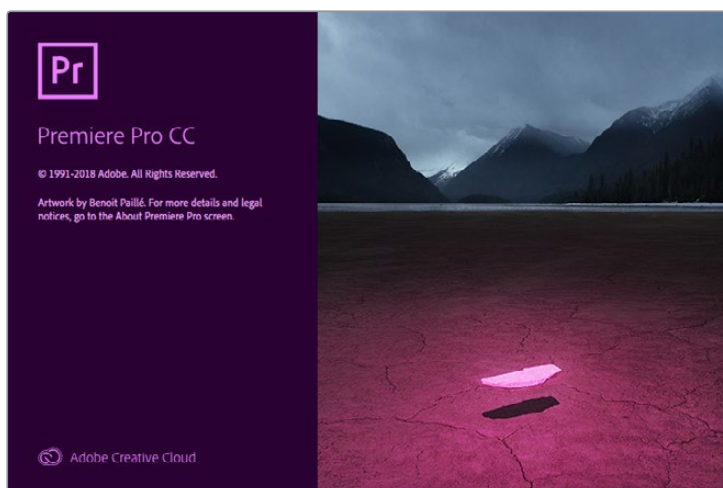 Pr
Premiere Pro CC
© 1991-2018 Adobe. All Rights Reserved.
Artwork by Benoit Paillé. For more details and legal
notices, go to the About Premiere Pro screen.
Adobe Creative Cloud